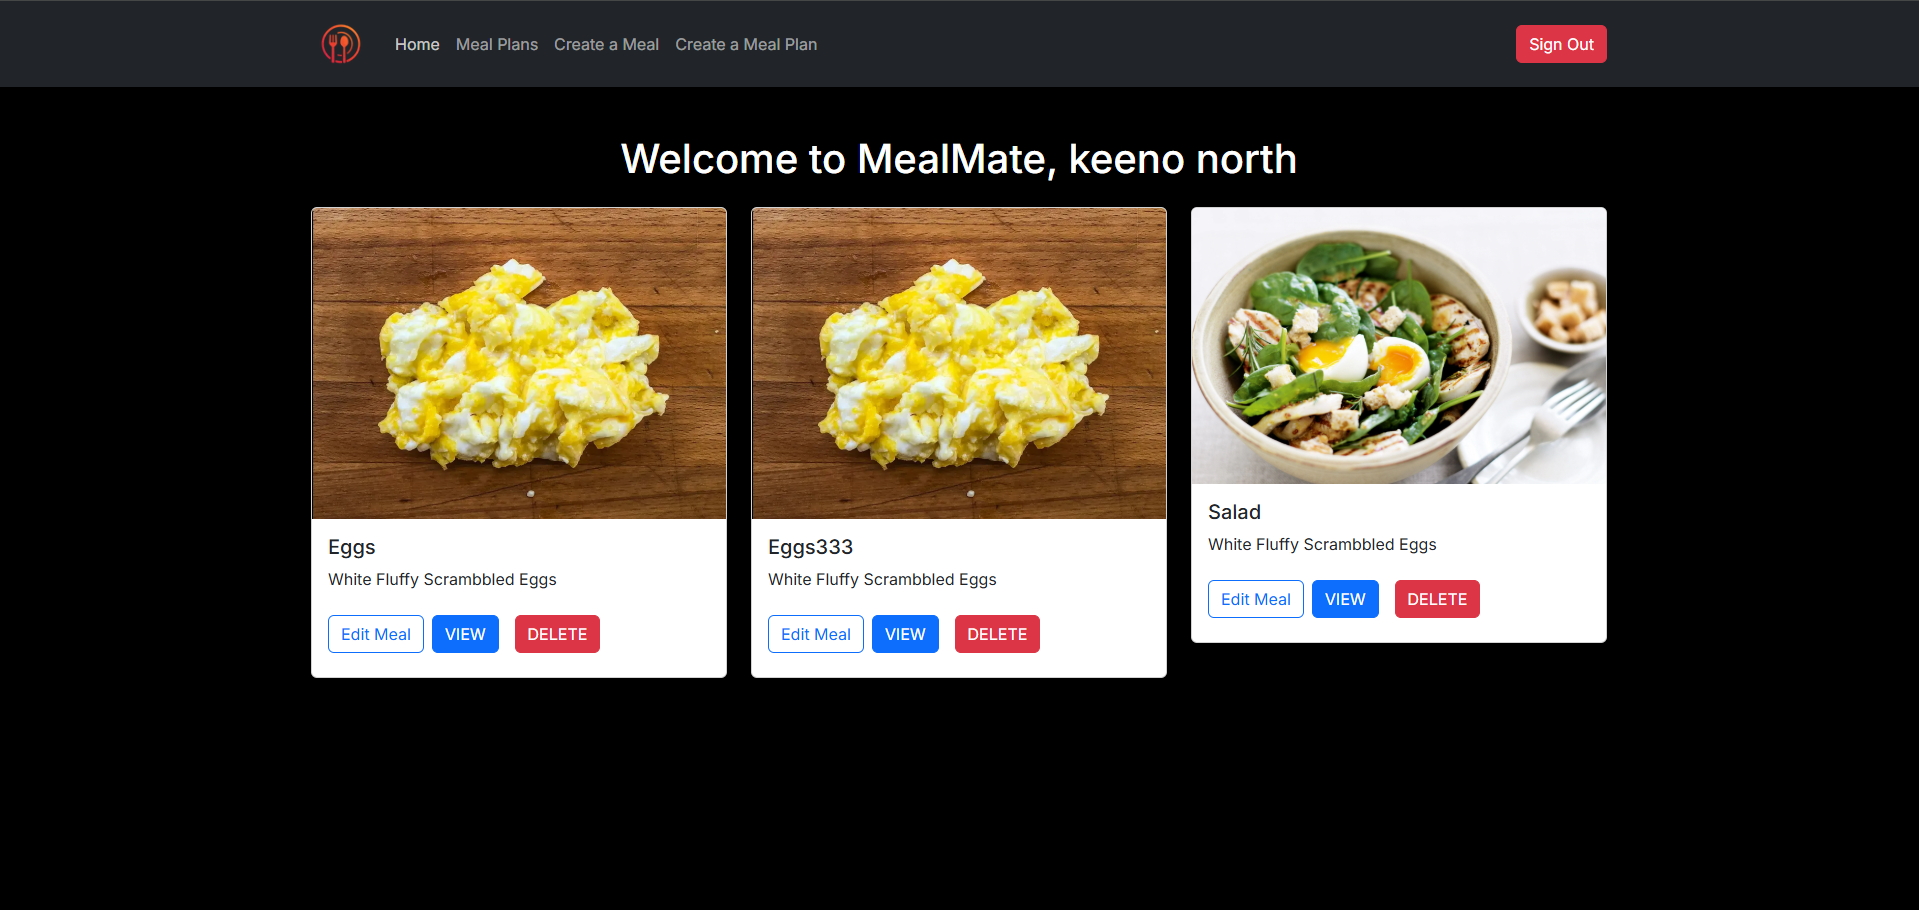 Home Meal Plans Create a Meal Create a Meal Plan Sign Out
Welcome to MealMate, keeno north
Eggs
White Fluffy Scrambbled Eggs
Edit Meal VIEW DELETE
Eggs333
White Fluffy Scrambbled Eggs
Edit Meal VIEW DELETE
Salad
White Fluffy Scrambbled Eggs
Edit Meal VIEW DELETE